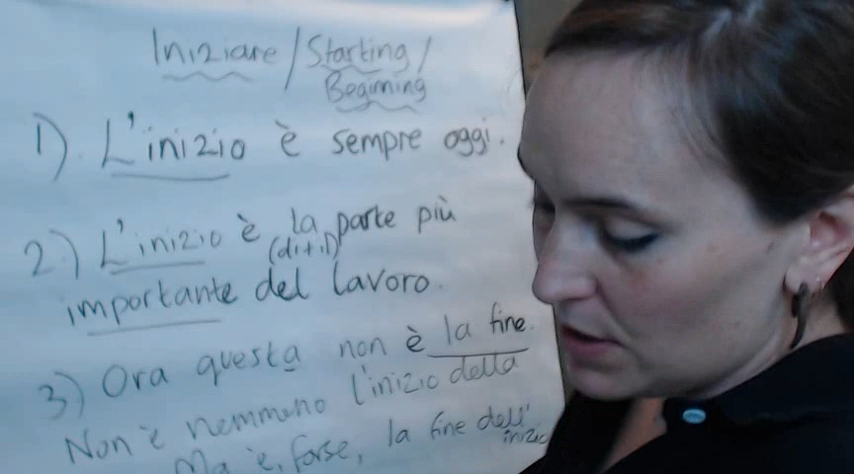 Iniziare / Starting /
Beginning
1). L'inizio è sempre oggi.
2) L'inizio è la parte più
(di+il)
importante del lavoro.
3) Ora questa non è la fine.
Non è nemmeno l'inizio della
Ma è, forse, la fine dell'
inizio